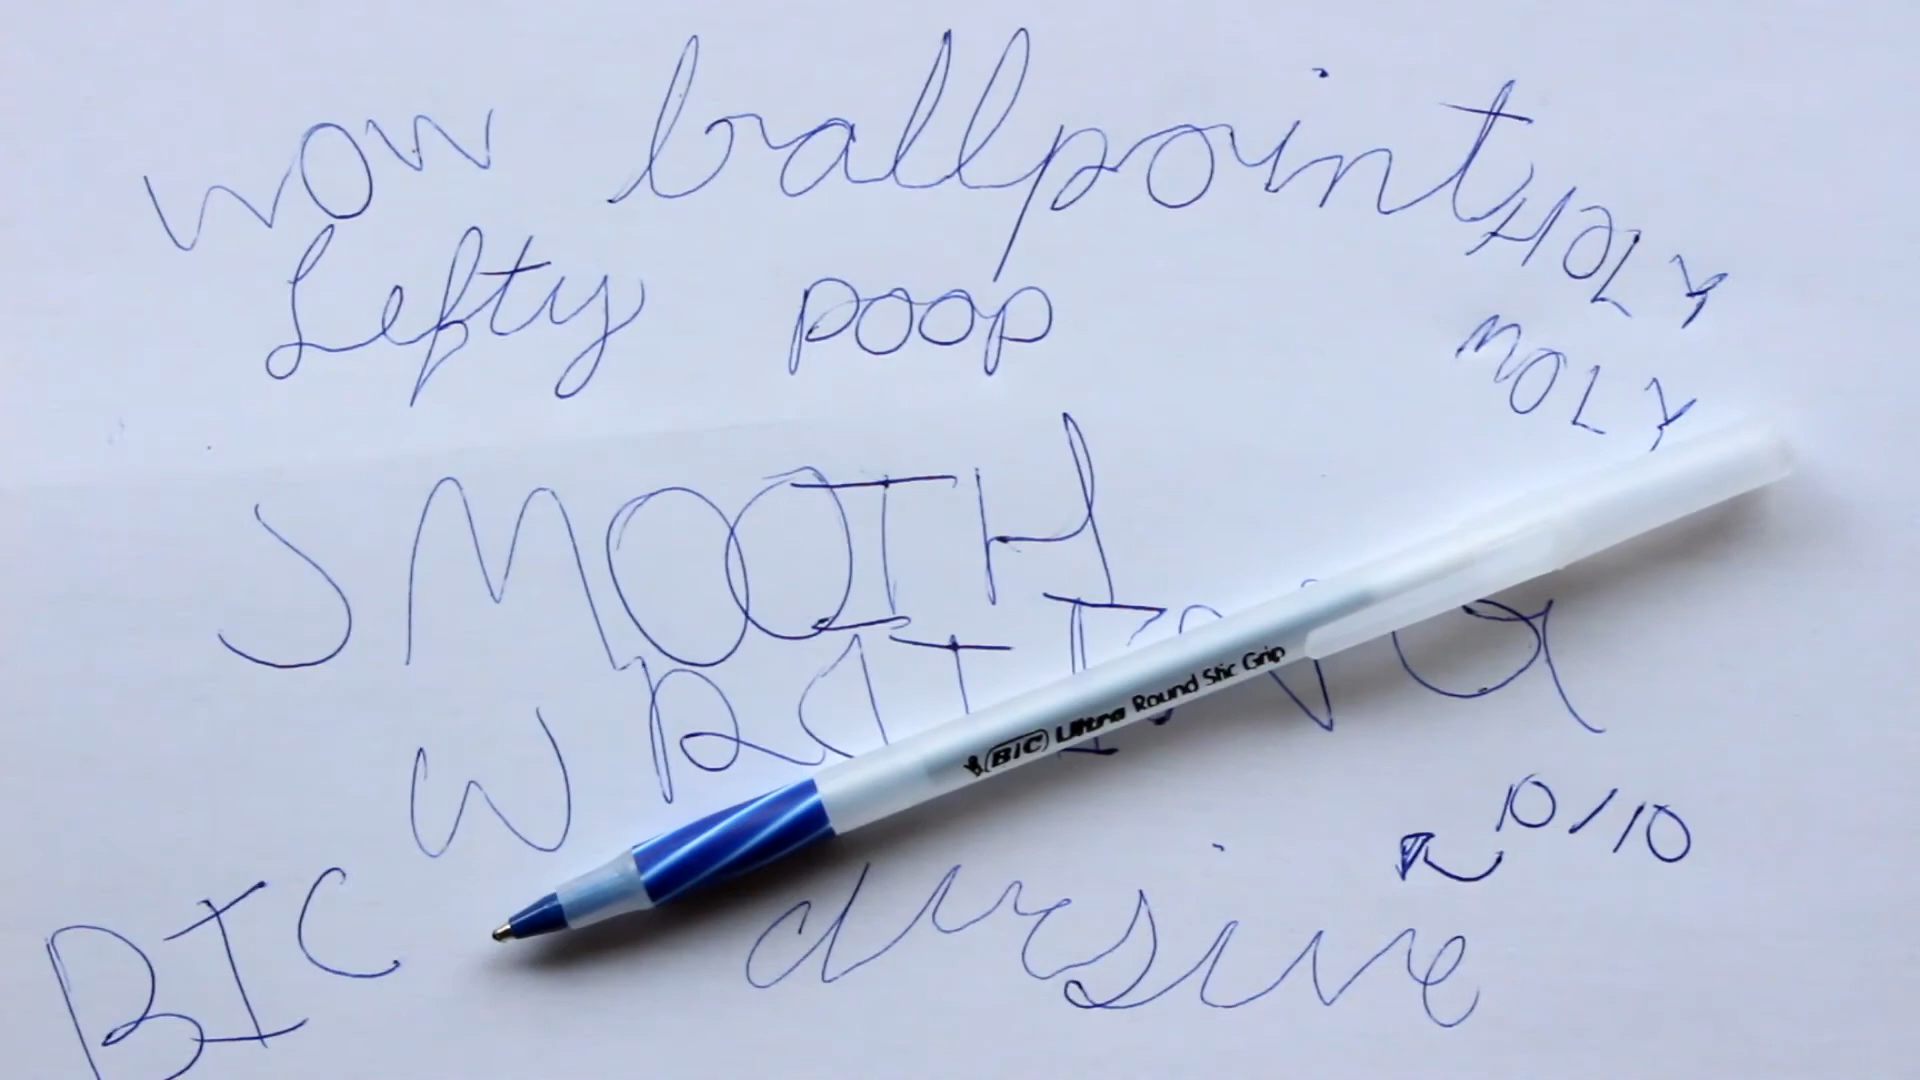 wow ballpoint
HOLY
MOLY
Lefty poop
SMOOTH
WRITING
BIC Ultra Round Stic Grip
10/10
BIC cursive